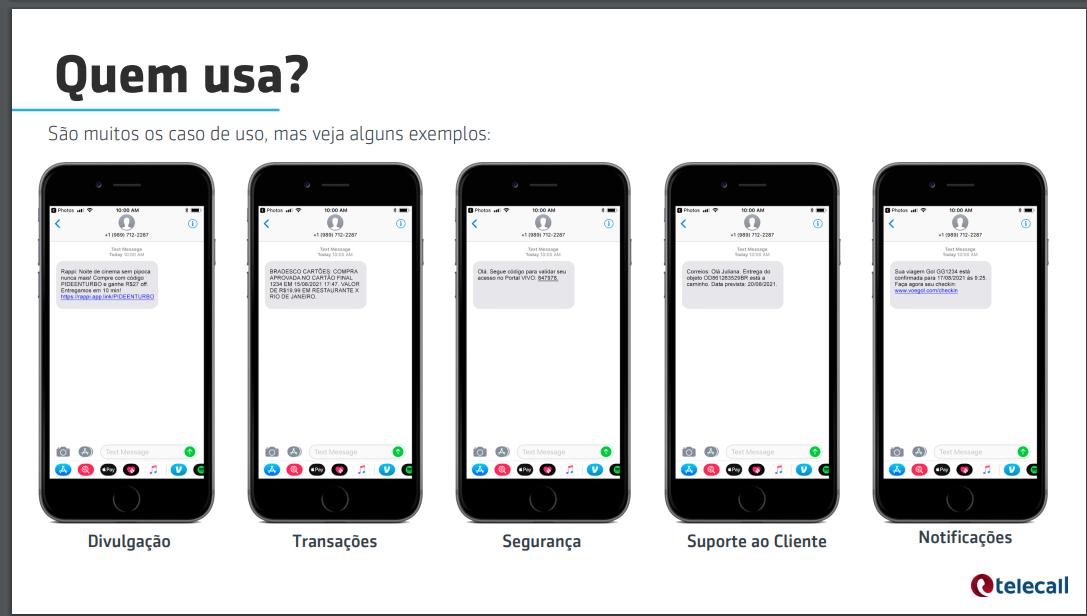 Quem usa?
São muitos os caso de uso, mas veja alguns exemplos:
Photos
10:00 AM
+1 (989) 712-2287
Text Message
Today 10:00 AM
Rappi: Noite de cinema sem pipoca
nunca mais! Compre com código
PIDEENTURBO e ganhe R$27 off.
Entregamos em 10 min!
https://rappi.app.link/PIDEENTURBO
Text Message
Pay
Divulgação
Photos
10:00 AM
+1 (989) 712-2287
Text Message
Today 10:00 AM
BRADESCO CARTÕES: COMPRA
APROVADA NO CARTÃO FINAL
1234 EM 15/08/2021 17:47. VALOR
DE R$19,99 EM RESTAURANTE X
RIO DE JANEIRO.
Text Message
Pay
Transações
Photos
10:00 AM
+1 (989) 712-2287
Text Message
Today 10:00 AM
Olá. Segue código para validar seu
acesso no Portal VIVO: 847978.
Text Message
Pay
Segurança
Photos
10:00 AM
+1 (989) 712-2287
Text Message
Today 10:00 AM
Correios: Olá Juliana. Entrega do
objeto OD861263529BR está a
caminho. Data prevista: 20/08/2021.
Text Message
Pay
Suporte ao Cliente
Photos
10:00 AM
+1 (989) 712-2287
Text Message
Today 10:00 AM
Sua viagem Gol GG1234 está
confirmada para 17/08/2021 às 9:25.
Faça agora seu checkin:
www.voegol.com/checkin
Text Message
Pay
Notificações
telecall